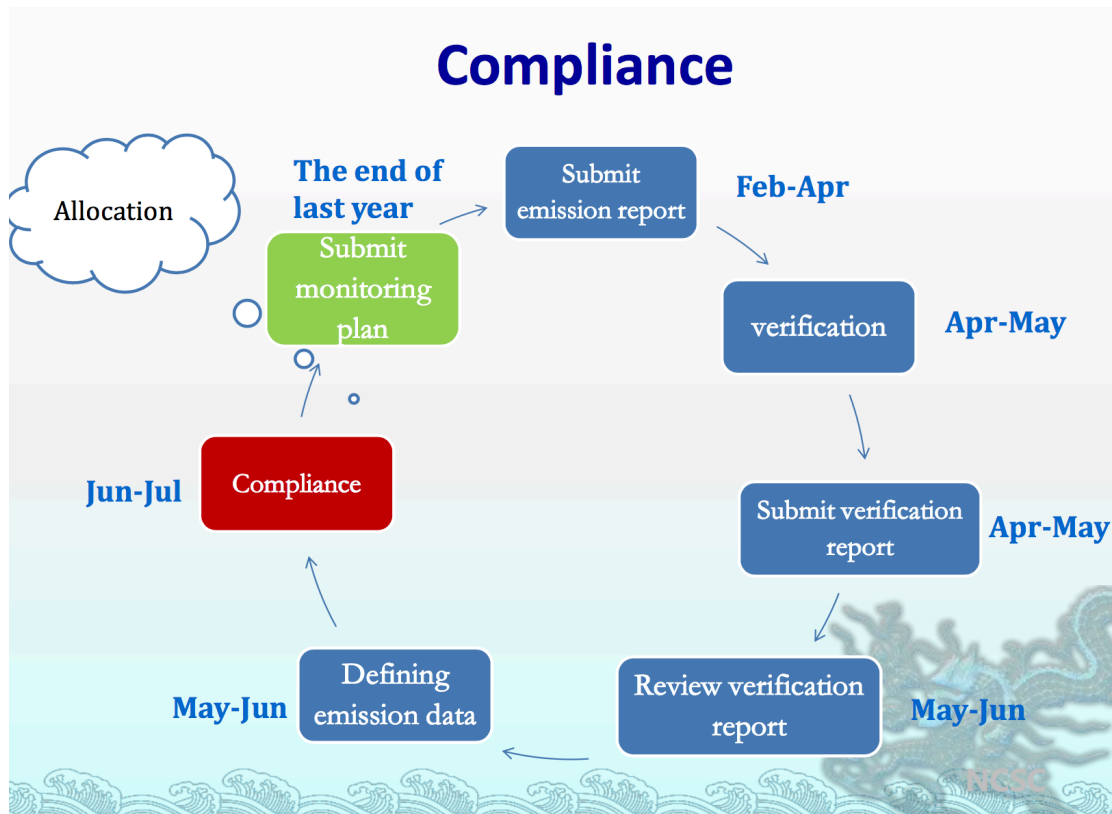 Compliance
Allocation
The end of
last year
Submit
monitoring
plan
Submit
emission report
Feb-Apr
verification
Apr-May
Submit verification
report
Apr-May
Review verification
report
May-Jun
Defining
emission data
May-Jun
Compliance
Jun-Jul
NCSC